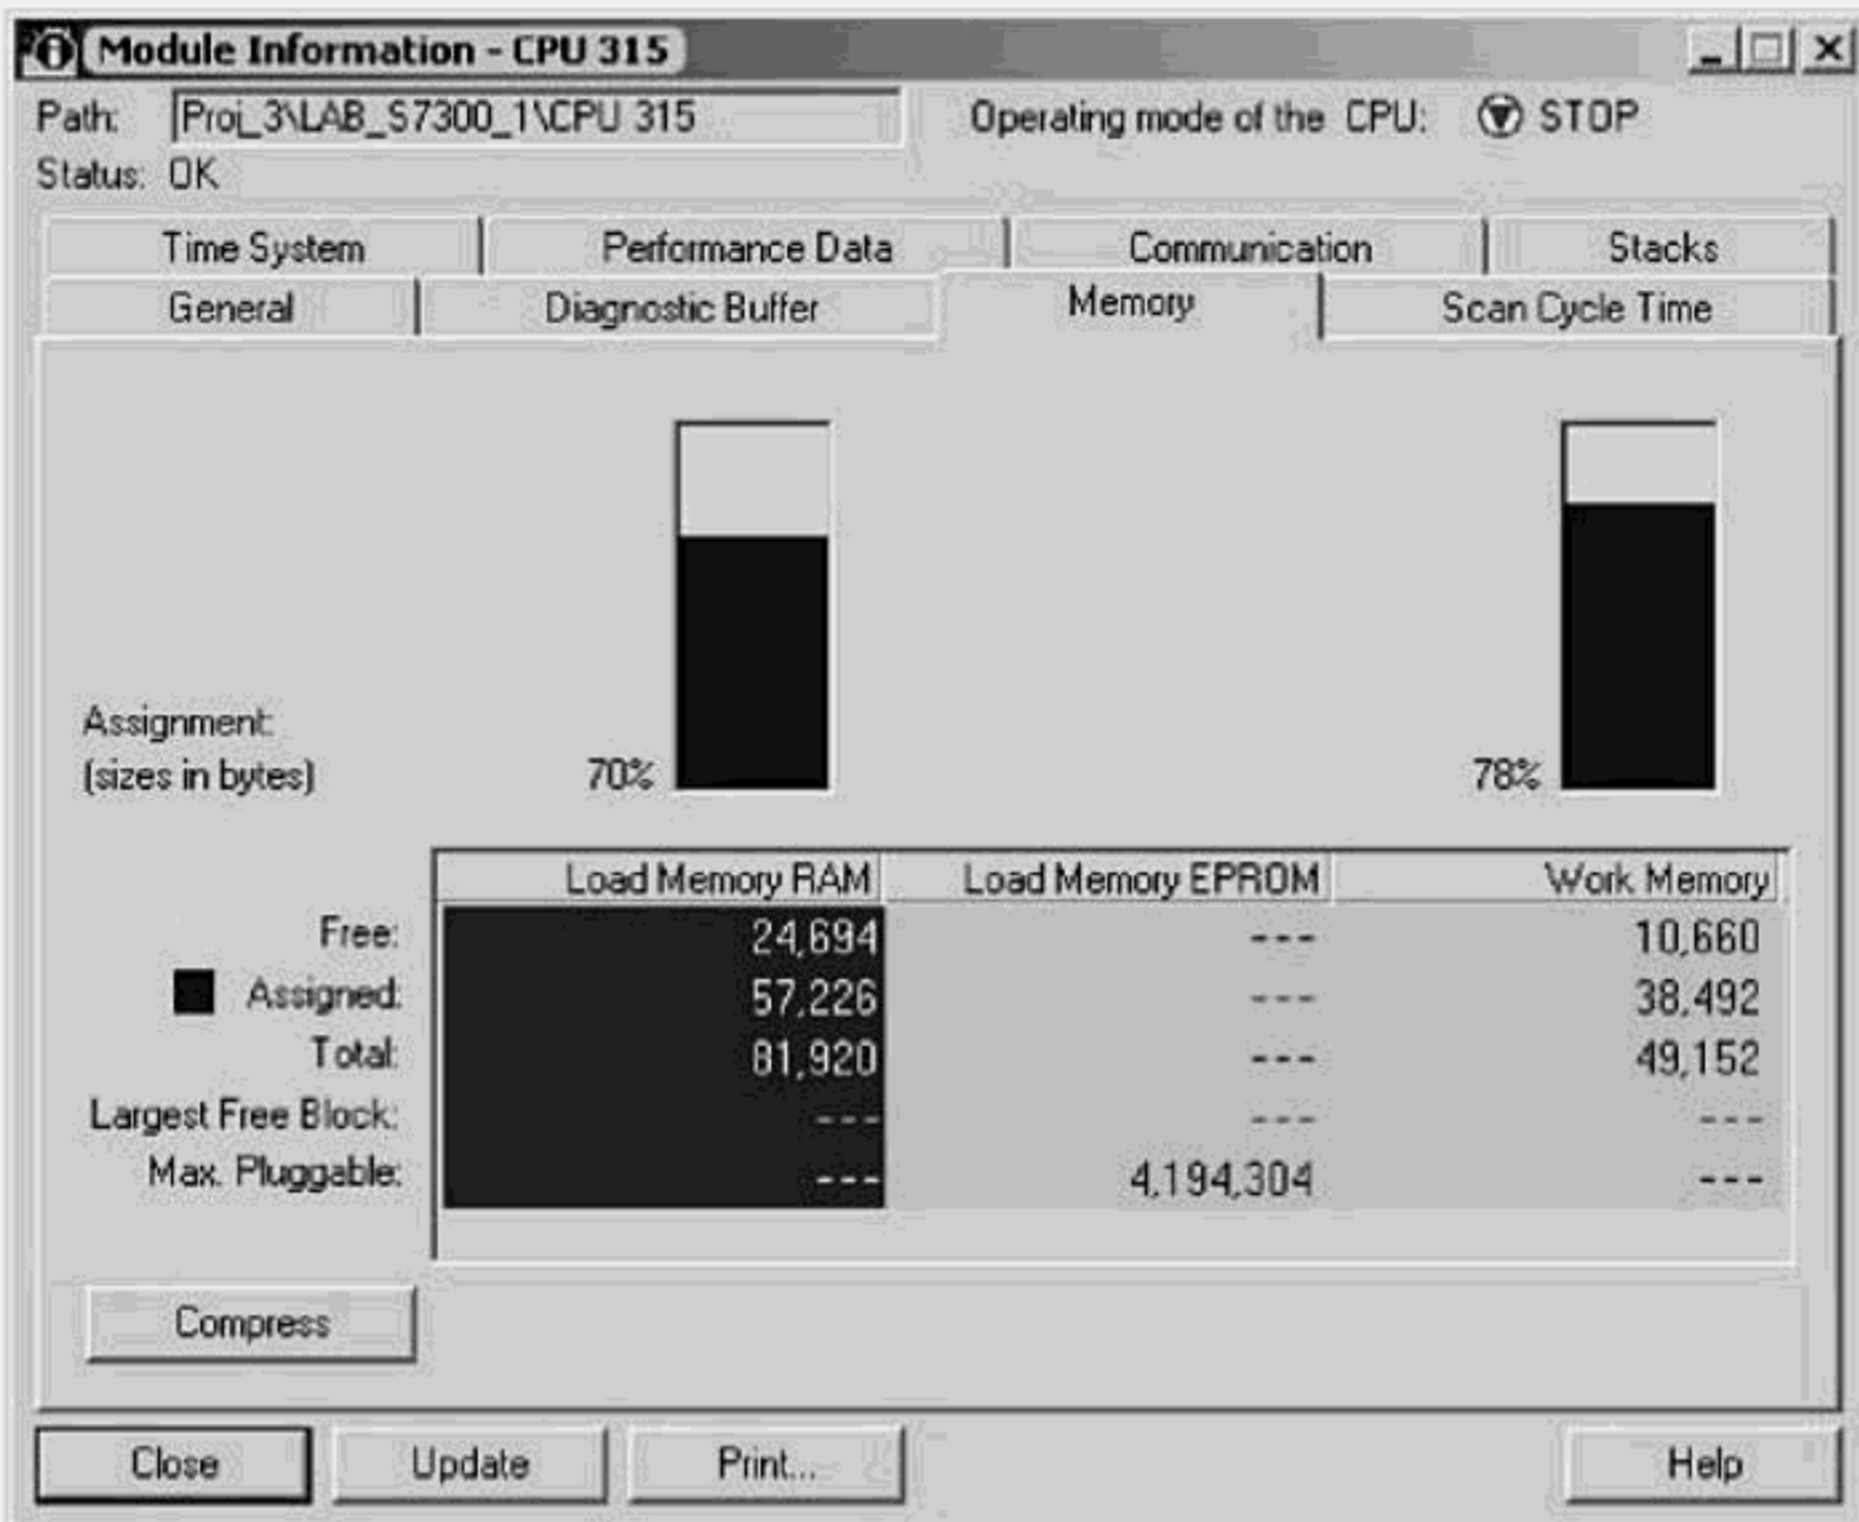 Module Information - CPU 315
Path: Proj_3\LAB_S7300_1\CPU 315 Operating mode of the CPU: STOP
Status: OK
Time System Performance Data Communication Stacks
General Diagnostic Buffer Memory Scan Cycle Time
Assignment:
(sizes in bytes) 70% 78%
Load Memory RAM Load Memory EPROM Work Memory
Free: 24,694 --- 10,660
Assigned: 57,226 --- 38,492
Total: 81,920 --- 49,152
Largest Free Block: --- --- ---
Max. Pluggable: --- 4,194,304 ---
Compress
Close Update Print... Help